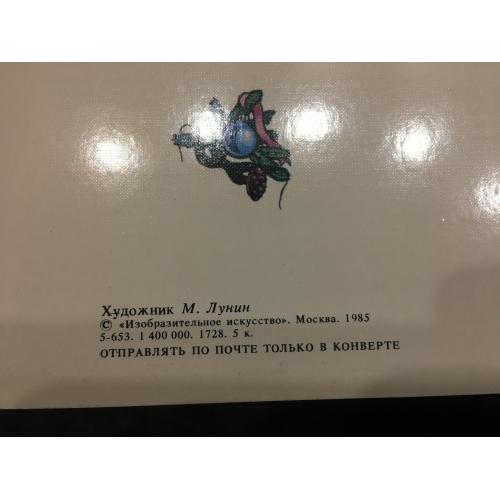 Художник М. Лунин
© «Изобразительное искусство». Москва. 1985
5-653. 1 400 000. 1728. 5 к.
ОТПРАВЛЯТЬ ПО ПОЧТЕ ТОЛЬКО В КОНВЕРТЕ